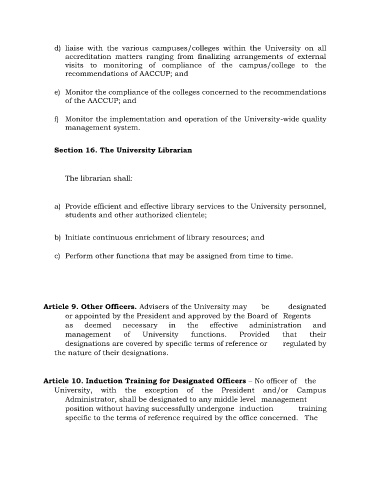 d) liaise with the various campuses/colleges within the University on all
accreditation matters ranging from finalizing arrangements of external
visits to monitoring of compliance of the campus/college to the
recommendations of AACCUP; and
e) Monitor the compliance of the colleges concerned to the recommendations
of the AACCUP; and
f) Monitor the implementation and operation of the University-wide quality
management system.
Section 16. The University Librarian
The librarian shall:
a) Provide efficient and effective library services to the University personnel,
students and other authorized clientele;
b) Initiate continuous enrichment of library resources; and
c) Perform other functions that may be assigned from time to time.
Article 9. Other Officers. Advisers of the University may be designated
or appointed by the President and approved by the Board of Regents
as deemed necessary in the effective administration and
management of University functions. Provided that their
designations are covered by specific terms of reference or regulated by
the nature of their designations.
Article 10. Induction Training for Designated Officers – No officer of the
University, with the exception of the President and/or Campus
Administrator, shall be designated to any middle level management
position without having successfully undergone induction training
specific to the terms of reference required by the office concerned. The